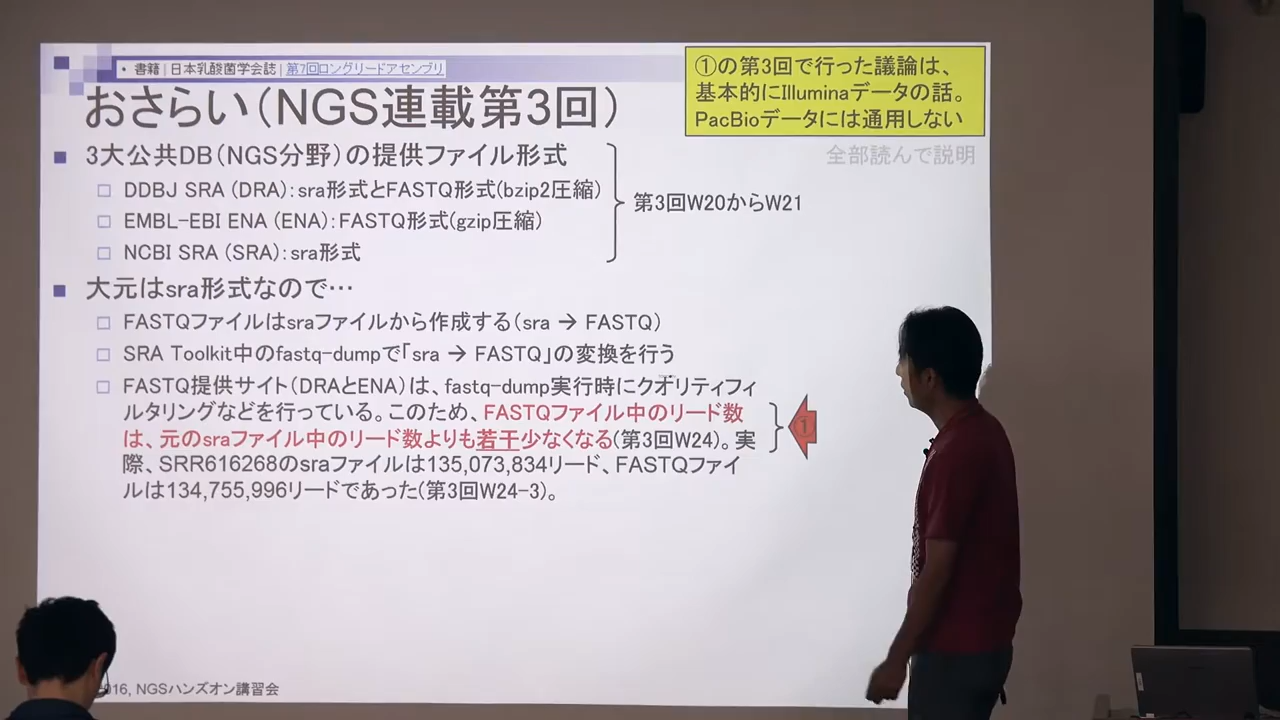 • 書籍 | 日本乳酸菌学会誌 | 第7回ロングリードアセンブリ
おさらい(NGS連載第3回)
①の第3回で行った議論は、
基本的にIlluminaデータの話。
PacBioデータには通用しない
全部読んで説明
3大公共DB(NGS分野)の提供ファイル形式
DDBJ SRA (DRA):sra形式とFASTQ形式(bzip2圧縮)
EMBL-EBI ENA (ENA):FASTQ形式(gzip圧縮)
NCBI SRA (SRA):sra形式
第3回W20からW21
大元はsra形式なので…
FASTQファイルはsraファイルから作成する(sra → FASTQ)
SRA Toolkit中のfastq-dumpで「sra → FASTQ」の変換を行う
FASTQ提供サイト(DRAとENA)は、fastq-dump実行時にクオリティフィ
ルタリングなどを行っている。このため、FASTQファイル中のリード数
は、元のsraファイル中のリード数よりも若干少なくなる(第3回W24)。実
際、SRR616268のsraファイルは135,073,834リード、FASTQファイ
ルは134,755,996リードであった(第3回W24-3)。
①
016, NGSハンズオン講習会